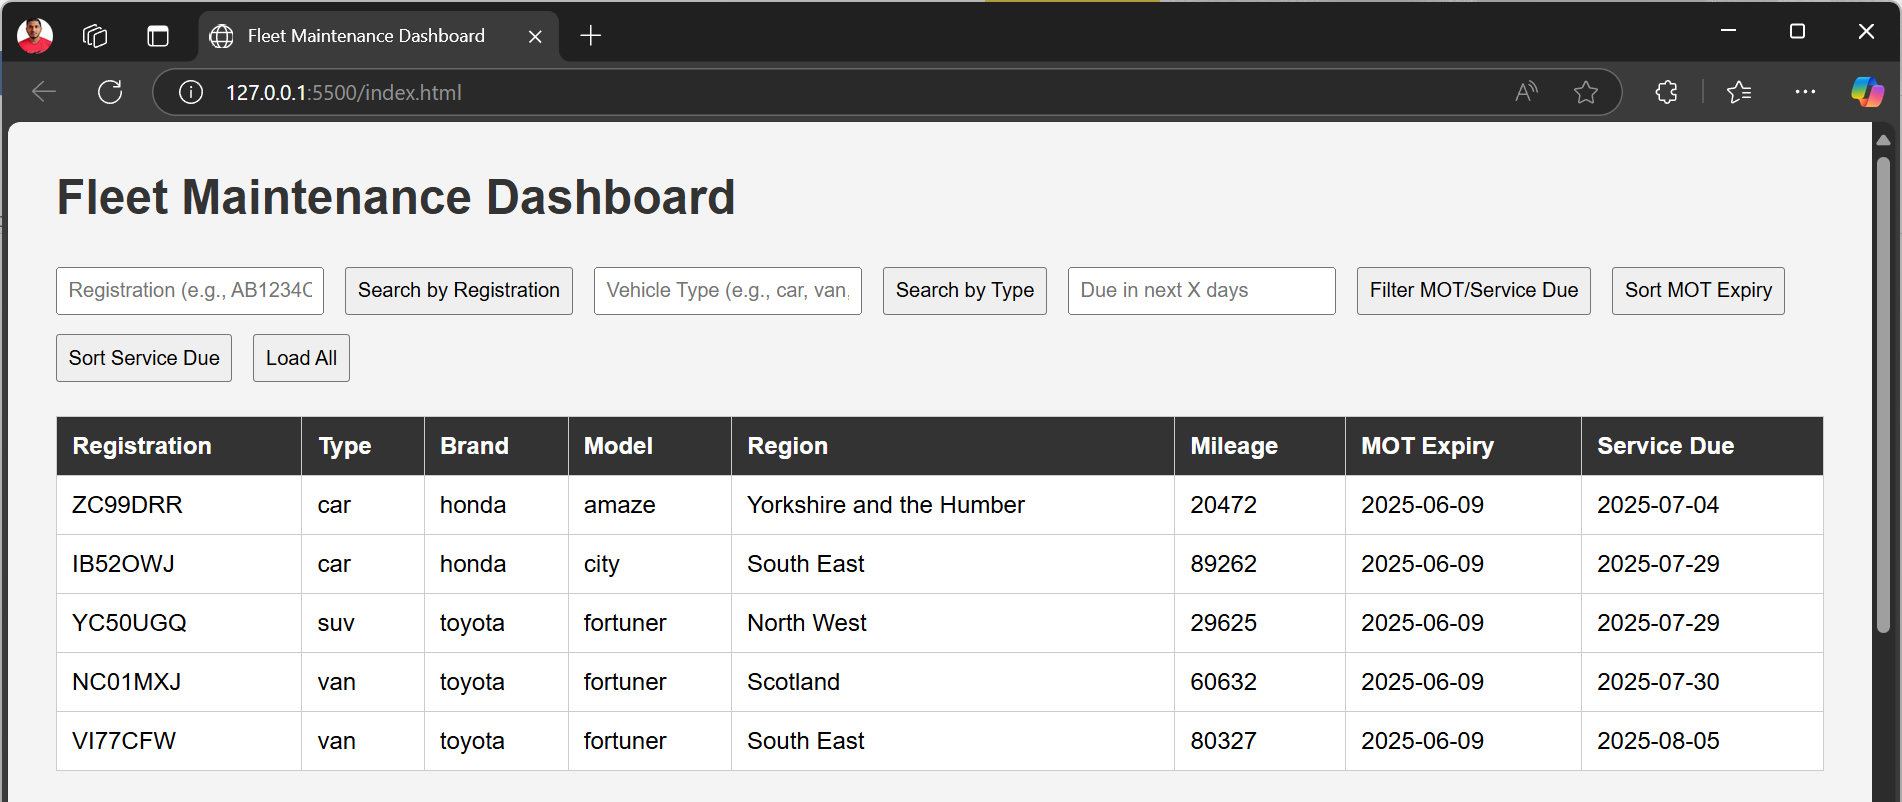 Fleet Maintenance Dashboard
127.0.0.1:5500/index.html
Fleet Maintenance Dashboard
Registration (e.g., AB1234C Search by Registration Vehicle Type (e.g., car, van, Search by Type Due in next X days Filter MOT/Service Due Sort MOT Expiry
Sort Service Due Load All
Registration Type Brand Model Region Mileage MOT Expiry Service Due
ZC99DRR car honda amaze Yorkshire and the Humber 20472 2025-06-09 2025-07-04
IB52OWJ car honda city South East 89262 2025-06-09 2025-07-29
YC50UGQ suv toyota fortuner North West 29625 2025-06-09 2025-07-29
NC01MXJ van toyota fortuner Scotland 60632 2025-06-09 2025-07-30
VI77CFW van toyota fortuner South East 80327 2025-06-09 2025-08-05